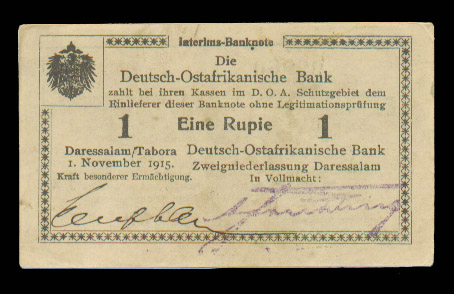 Interims-Banknote
Die
Deutsch-Ostafrikanische Bank
zahlt bei ihren Kassen im D. O. A. Schutzgebiet dem
Einlieferer dieser Banknote ohne Legitimationsprüfung
1 Eine Rupie 1
Daressalam/Tabora
1. November 1915.
Kraft besonderer Ermächtigung.
Deutsch-Ostafrikanische Bank
Zweigniederlassung Daressalam
In Vollmacht: